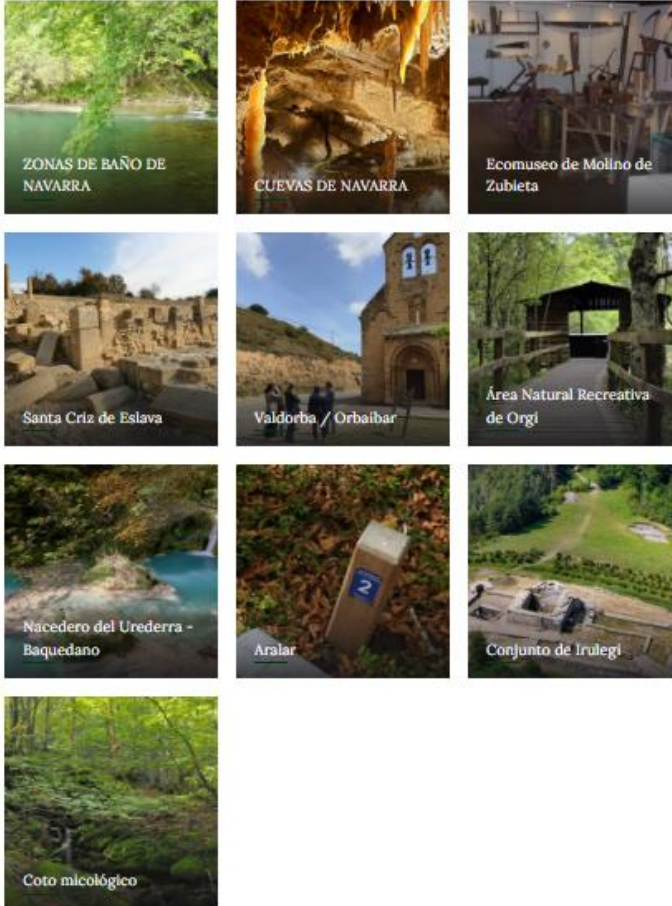 ZONAS DE BAÑO DE
NAVARRA
CUEVAS DE NAVARRA
Ecomuseo de Molino de
Zubieta
Santa Criz de Eslava
Valdorba / Orbaibar
Área Natural Recreativa
de Orgi
Nacedero del Urederra -
Baquedano
Aralar
2
Conjunto de Irulegi
Coto micológico